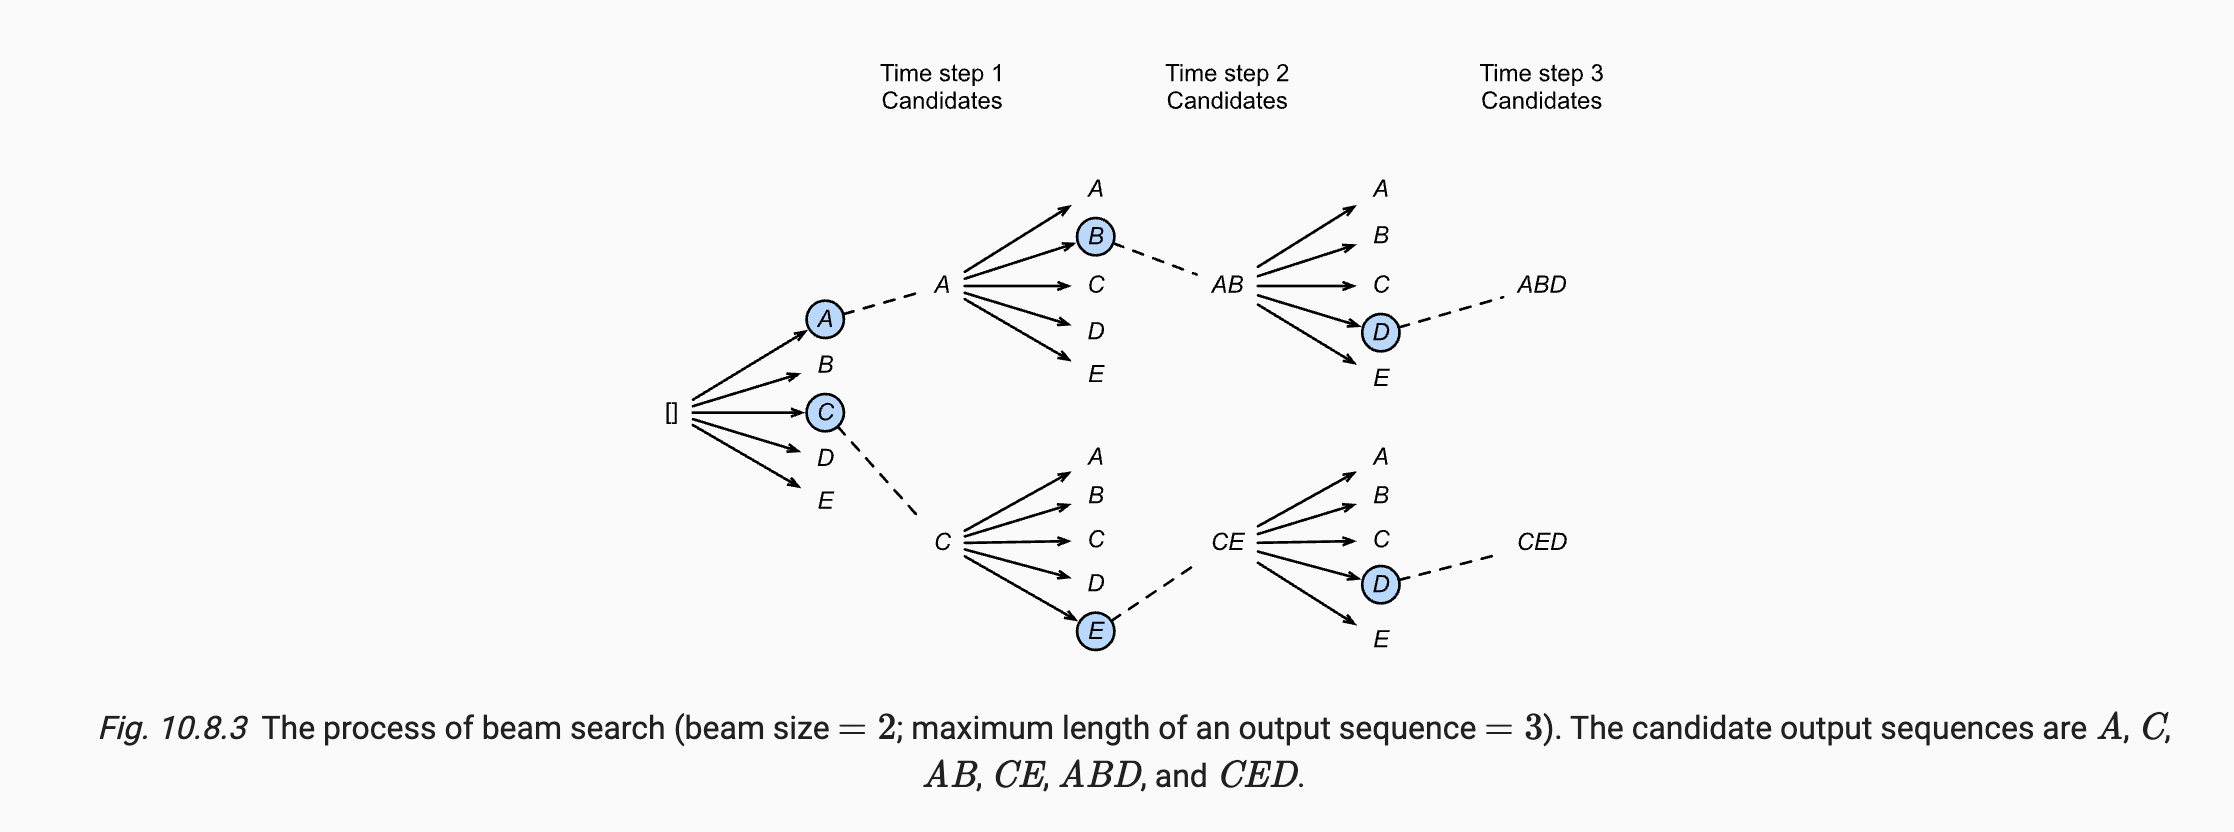 Time step 1
Candidates
Time step 2
Candidates
Time step 3
Candidates
[]
A
B
C
D
E
A
A
B
C
D
E
AB
A
B
C
D
E
ABD
C
A
B
C
D
E
CE
A
B
C
D
E
CED
Fig. 10.8.3 The process of beam search (beam size = 2; maximum length of an output sequence = 3). The candidate output sequences are A, C,
AB, CE, ABD, and CED.